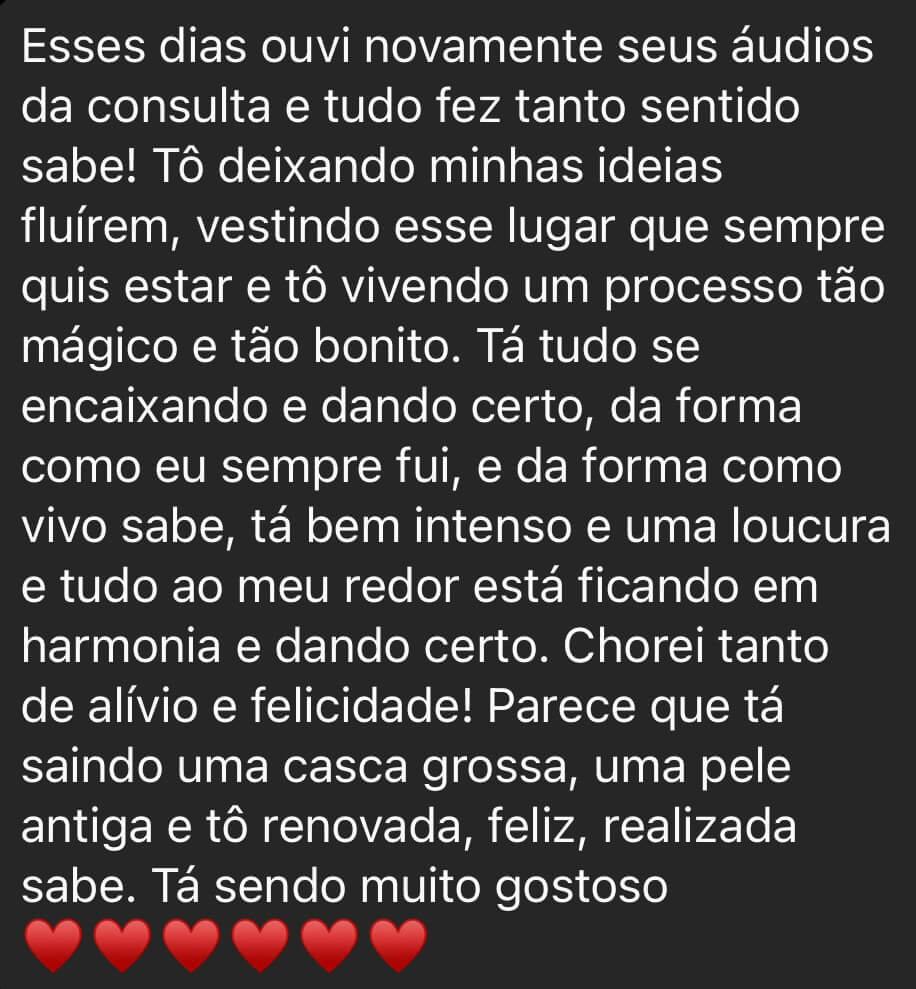 Esses dias ouvi novamente seus áudios
da consulta e tudo fez tanto sentido
sabe! Tô deixando minhas ideias
fluírem, vestindo esse lugar que sempre
quis estar e tô vivendo um processo tão
mágico e tão bonito. Tá tudo se
encaixando e dando certo, da forma
como eu sempre fui, e da forma como
vivo sabe, tá bem intenso e uma loucura
e tudo ao meu redor está ficando em
harmonia e dando certo. Chorei tanto
de alívio e felicidade! Parece que tá
saindo uma casca grossa, uma pele
antiga e tô renovada, feliz, realizada
sabe. Tá sendo muito gostoso
♥️♥️♥️♥️♥️♥️